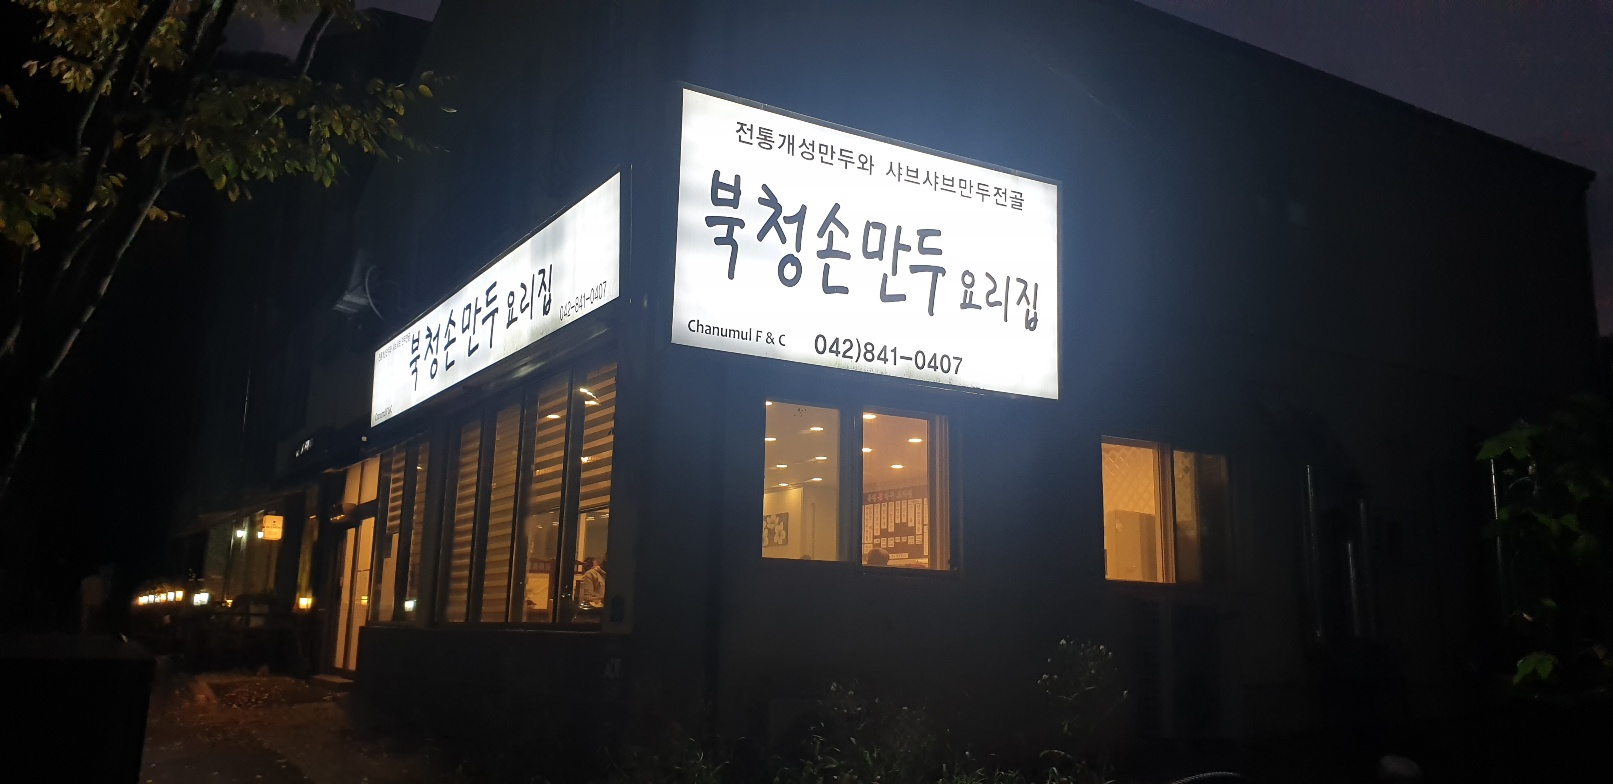 전통개성만두와 샤브샤브만두전골
북청손만두 요리집
Chanumul F & C 042)841-0407
북청손만두 요리집 042-841-0407
Chanumul F & C